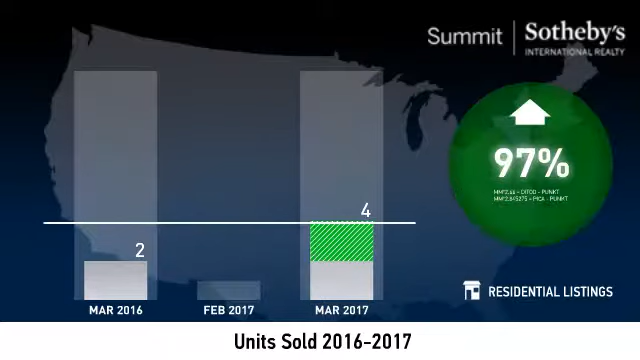 Summit | Sotheby's
INTERNATIONAL REALTY
97%
4
2
MAR 2016
FEB 2017
MAR 2017
RESIDENTIAL LISTINGS
Units Sold 2016-2017